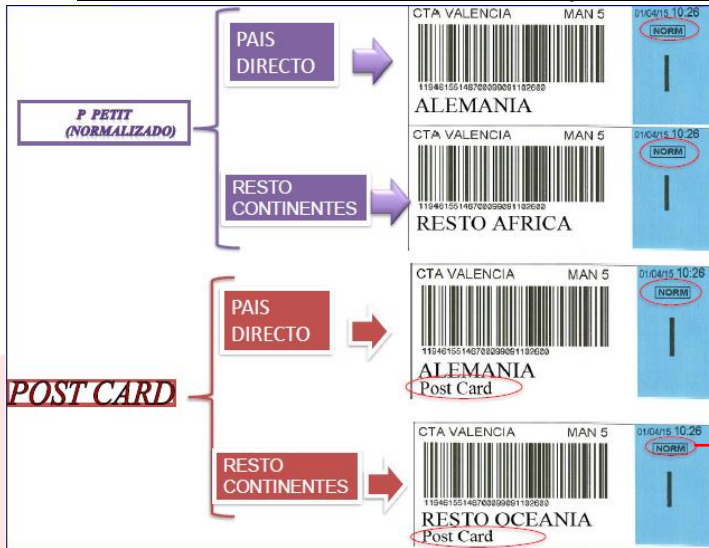 P PETIT
(NORMALIZADO)
PAIS
DIRECTO
CTA VALENCIA MAN 5
01/04/15 10:26
NORM
ALEMANIA
RESTO
CONTINENTES
CTA VALENCIA MAN 5
01/04/15 10:26
NORM
RESTO AFRICA
POST CARD
PAIS
DIRECTO
CTA VALENCIA MAN 5
01/04/15 10:26
NORM
ALEMANIA
Post Card
RESTO
CONTINENTES
CTA VALENCIA MAN 5
01/04/15 10:26
NORM
RESTO OCEANIA
Post Card